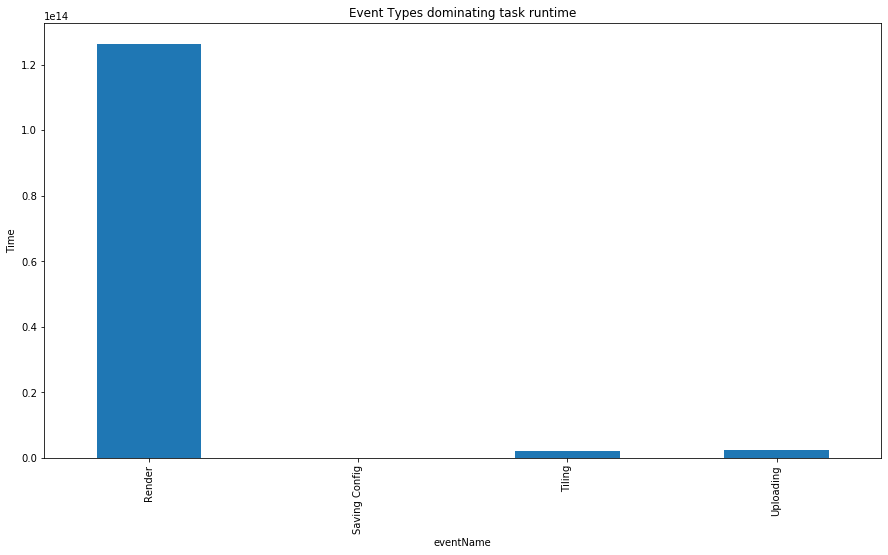 Event Types dominating task runtime
1e14
1.2
1.0
0.8
0.6
0.4
0.2
0.0
Time
Render
Saving Config
Tiling
Uploading
eventName